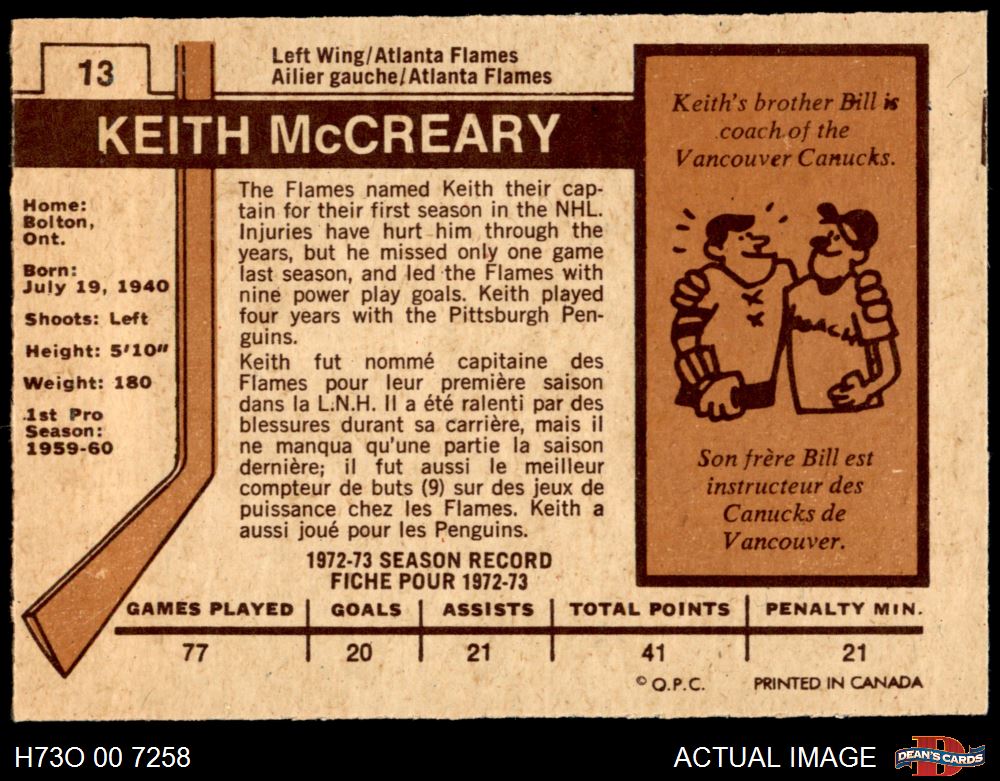 13
Left Wing/Atlanta Flames
Ailier gauche/Atlanta Flames
KEITH McCREARY
Home:
Bolton,
Ont.
Born:
July 19, 1940
Shoots: Left
Height: 5'10"
Weight: 180
1st Pro
Season:
1959-60
The Flames named Keith their cap-
tain for their first season in the NHL.
Injuries have hurt him through the
years, but he missed only one game
last season, and led the Flames with
nine power play goals. Keith played
four years with the Pittsburgh Pen-
guins.
Keith fut nommé capitaine des
Flames pour leur première saison
dans la L.N.H. Il a été ralenti par des
blessures durant sa carrière, mais il
ne manqua qu'une partie la saison
dernière; il fut aussi le meilleur
compteur de buts (9) sur des jeux de
puissance chez les Flames. Keith a
aussi joué pour les Penguins.
Keith's brother Bill is
coach of the
Vancouver Canucks.
COACH
Son frère Bill est
instructeur des
Canucks de
Vancouver.
1972-73 SEASON RECORD
FICHE POUR 1972-73
GAMES PLAYED GOALS ASSISTS TOTAL POINTS PENALTY MIN.
77 20 21 41 21
© O.P.C. PRINTED IN CANADA
H73O 00 7258
ACTUAL IMAGE
D
DEAN'S CARDS